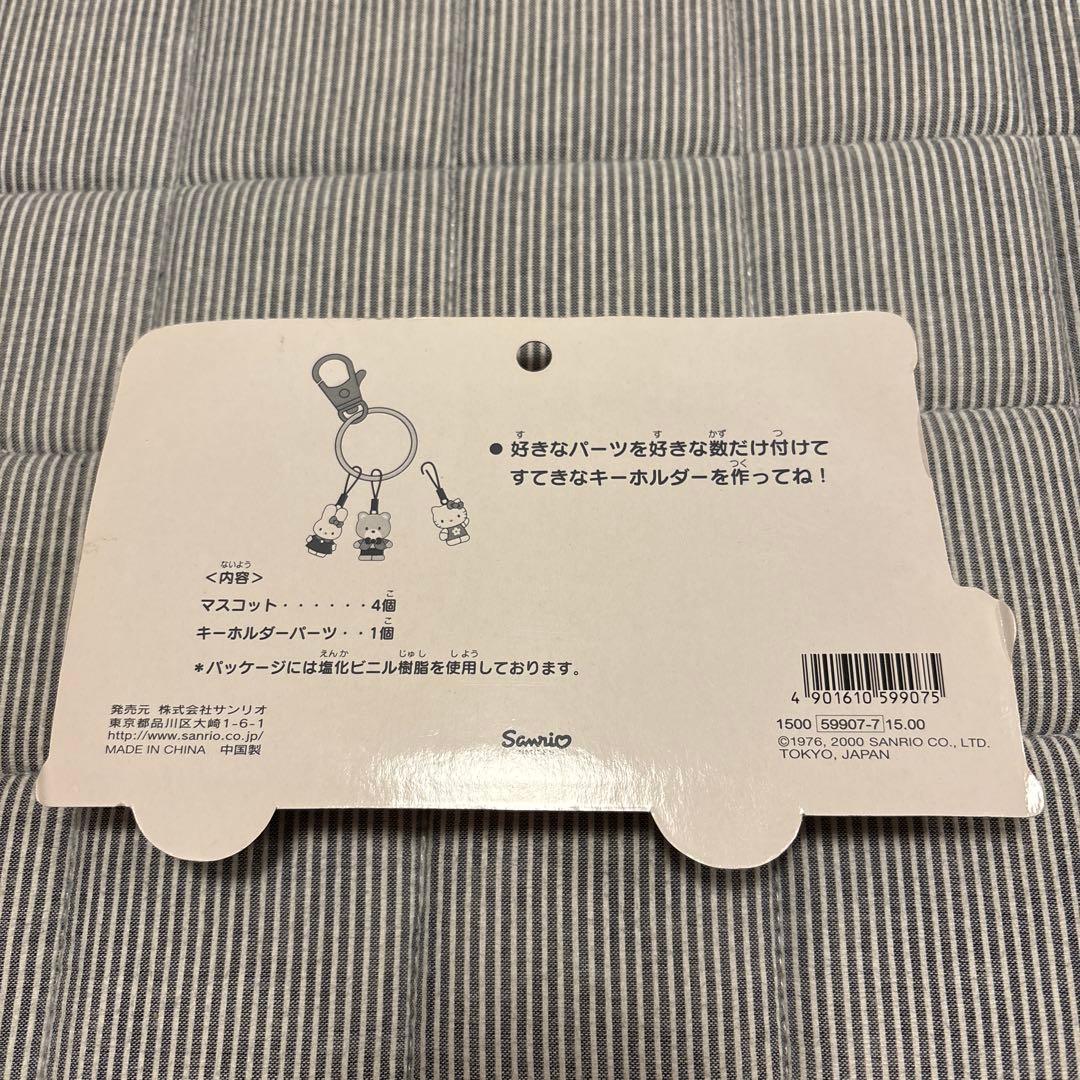 ● 好きなパーツを好きな数だけ付けて
すてきなキーホルダーを作ってね！
＜内容＞
マスコット・・・・・・4個
キーホルダーパーツ・・1個
＊パッケージには塩化ビニル樹脂を使用しております。
発売元 株式会社サンリオ
東京都品川区大崎1-6-1
http://www.sanrio.co.jp/
MADE IN CHINA 中国製
Sanrio
4 901610 599075
1500 59907-7 15.00
©1976, 2000 SANRIO CO., LTD.
TOKYO, JAPAN